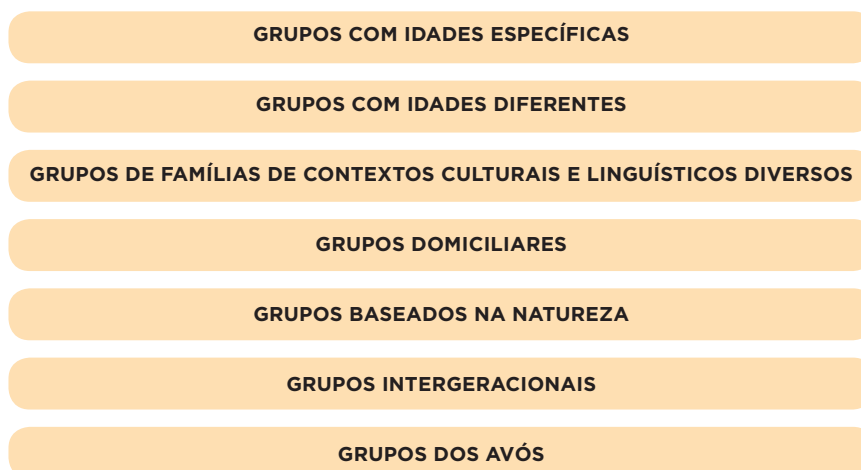 GRUPOS COM IDADES ESPECÍFICAS
GRUPOS COM IDADES DIFERENTES
GRUPOS DE FAMÍLIAS DE CONTEXTOS CULTURAIS E LINGUÍSTICOS DIVERSOS
GRUPOS DOMICILIARES
GRUPOS BASEADOS NA NATUREZA
GRUPOS INTERGERACIONAIS
GRUPOS DOS AVÓS